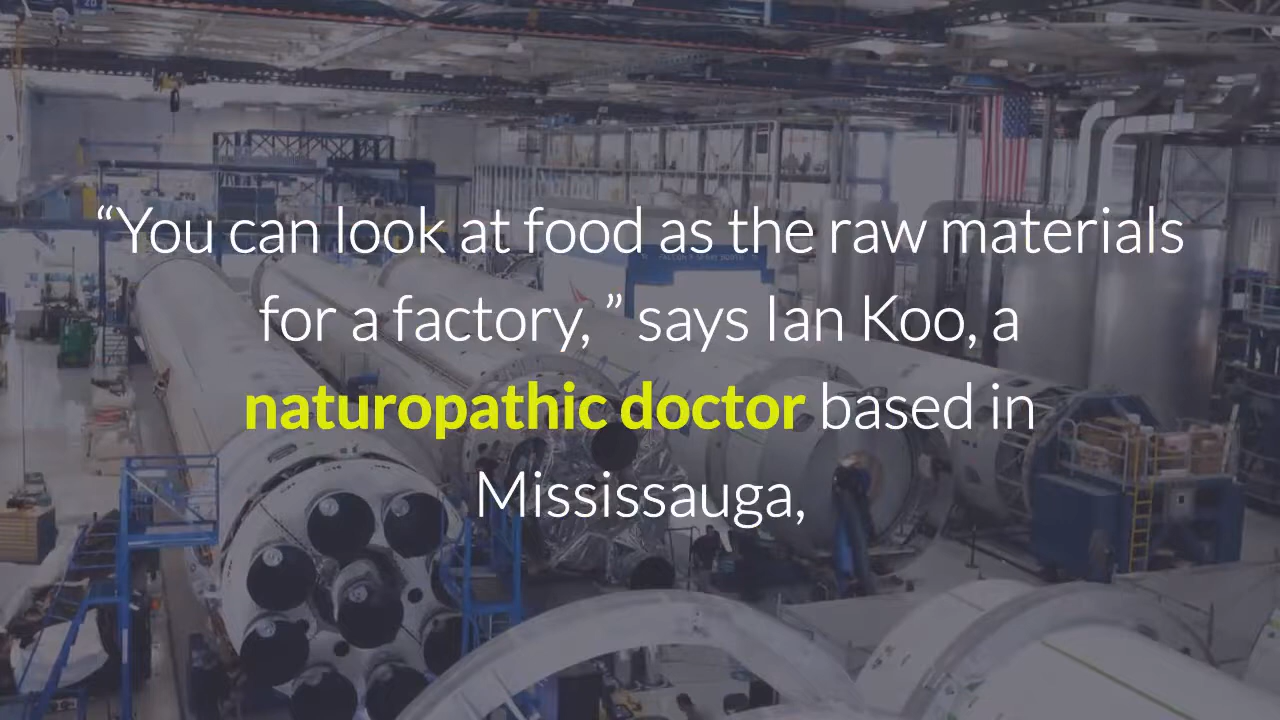 “You can look at food as the raw materials
for a factory, ” says Ian Koo, a
naturopathic doctor based in
Mississauga,
20